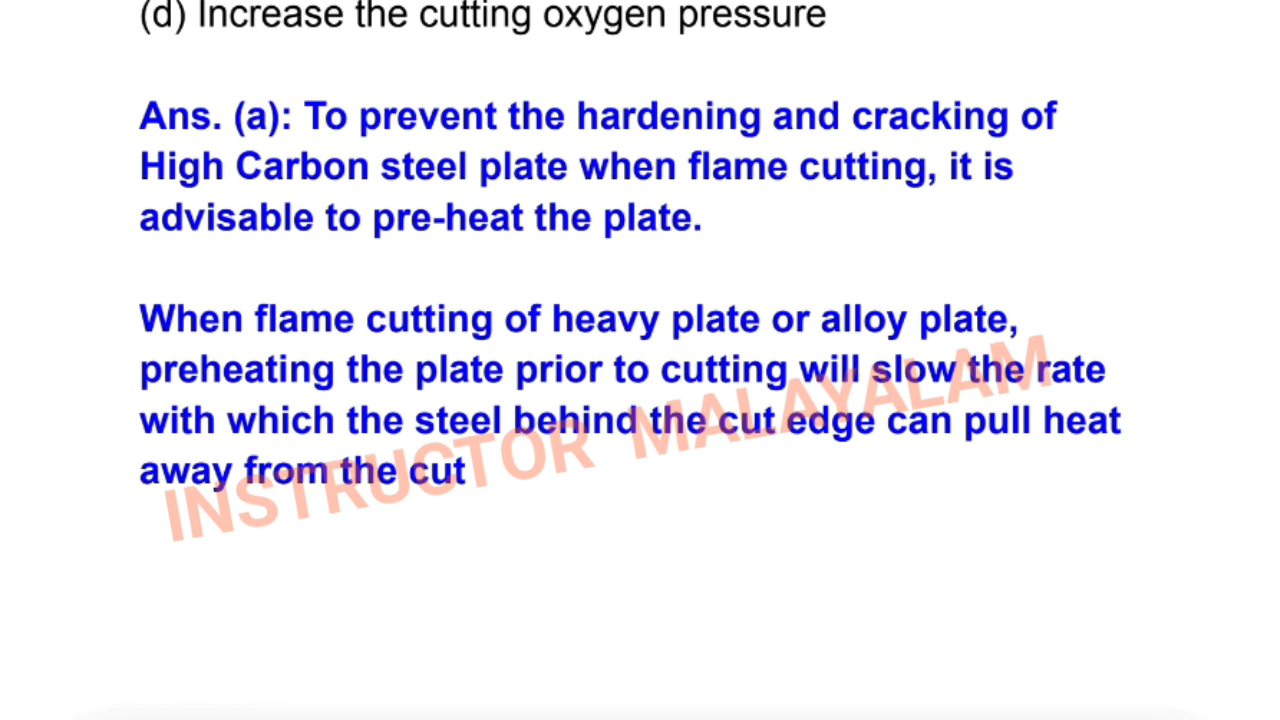 (d) Increase the cutting oxygen pressure
Ans. (a): To prevent the hardening and cracking of
High Carbon steel plate when flame cutting, it is
advisable to pre-heat the plate.
When flame cutting of heavy plate or alloy plate,
preheating the plate prior to cutting will slow the rate
with which the steel behind the cut edge can pull heat
away from the cut
INSTRUCTOR MALAYALAM